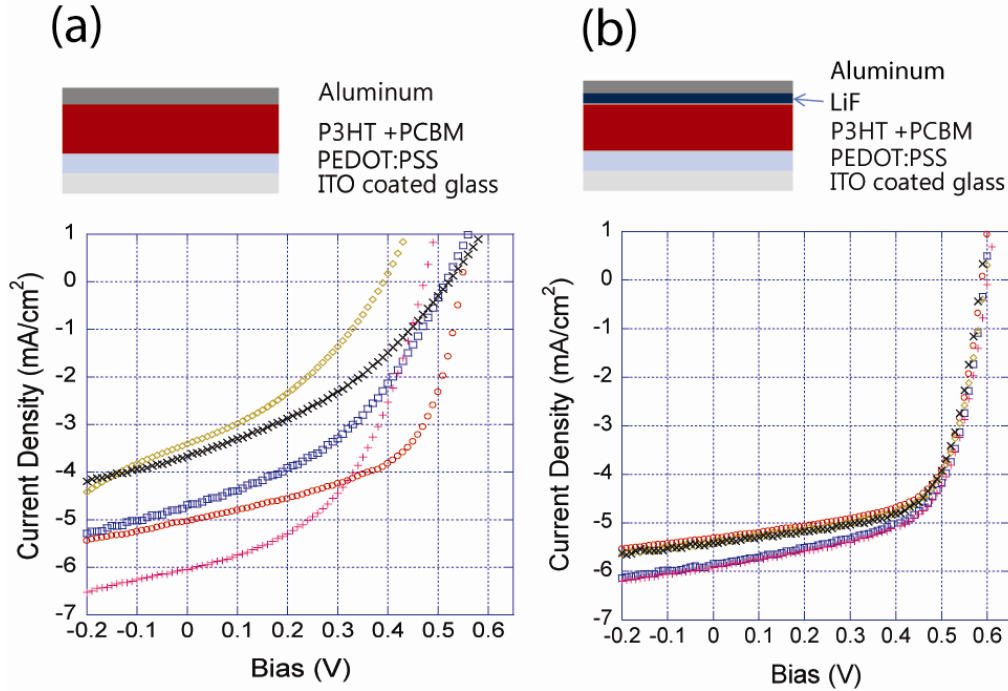 (a)
Aluminum
P3HT +PCBM
PEDOT:PSS
ITO coated glass
Current Density (mA/cm²)
1
0
-1
-2
-3
-4
-5
-6
-7
-0.2 -0.1 0 0.1 0.2 0.3 0.4 0.5 0.6
Bias (V)
(b)
Aluminum
LiF
P3HT +PCBM
PEDOT:PSS
ITO coated glass
Current Density (mA/cm²)
1
0
-1
-2
-3
-4
-5
-6
-7
-0.2 -0.1 0 0.1 0.2 0.3 0.4 0.5 0.6
Bias (V)